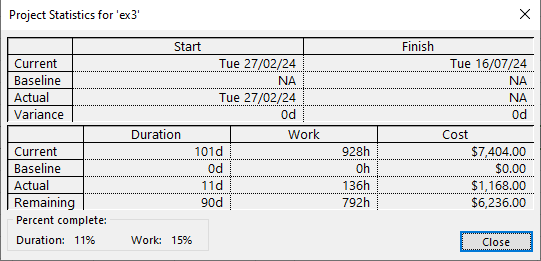 Project Statistics for 'ex3'
Start Finish
Current Tue 27/02/24 Tue 16/07/24
Baseline NA NA
Actual Tue 27/02/24 NA
Variance 0d 0d
Duration Work Cost
Current 101d 928h $7,404.00
Baseline 0d 0h $0.00
Actual 11d 136h $1,168.00
Remaining 90d 792h $6,236.00
Percent complete:
Duration: 11% Work: 15%
Close